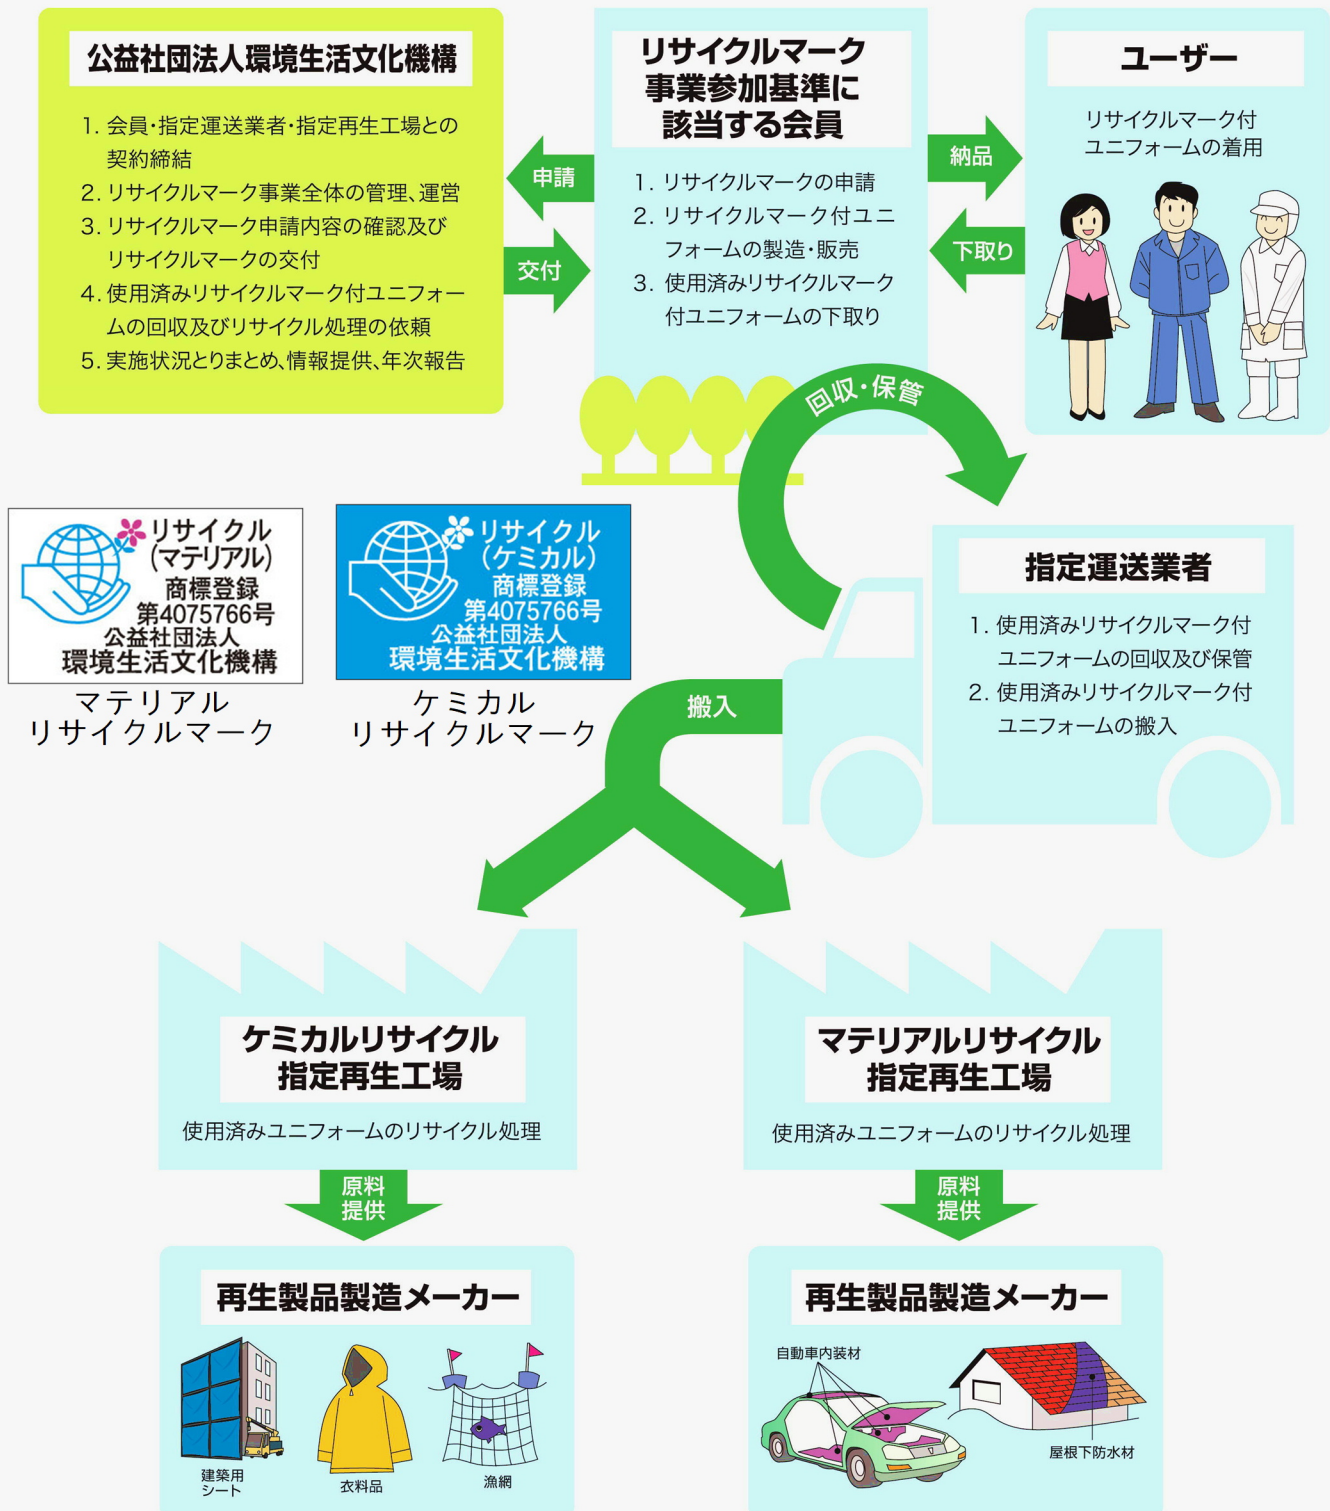 公益社団法人環境生活文化機構
1. 会員・指定運送業者・指定再生工場との
契約締結
2. リサイクルマーク事業全体の管理、運営
3. リサイクルマーク申請内容の確認及び
リサイクルマークの交付
4. 使用済みリサイクルマーク付ユニフォー
ムの回収及びリサイクル処理の依頼
5. 実施状況とりまとめ、情報提供、年次報告
申請
交付
リサイクルマーク
事業参加基準に
該当する会員
1. リサイクルマークの申請
2. リサイクルマーク付ユニ
フォームの製造・販売
3. 使用済みリサイクルマーク
付ユニフォームの下取り
納品
下取り
ユーザー
リサイクルマーク付
ユニフォームの着用
回収・保管
リサイクル
(マテリアル)
商標登録
第4075766号
公益社団法人
環境生活文化機構
マテリアル
リサイクルマーク
リサイクル
(ケミカル)
商標登録
第4075766号
公益社団法人
環境生活文化機構
ケミカル
リサイクルマーク
指定運送業者
1. 使用済みリサイクルマーク付
ユニフォームの回収及び保管
2. 使用済みリサイクルマーク付
ユニフォームの搬入
搬入
ケミカルリサイクル
指定再生工場
使用済みユニフォームのリサイクル処理
原料
提供
再生製品製造メーカー
建築用
シート
衣料品
漁網
マテリアルリサイクル
指定再生工場
使用済みユニフォームのリサイクル処理
原料
提供
再生製品製造メーカー
自動車内装材
屋根下防水材